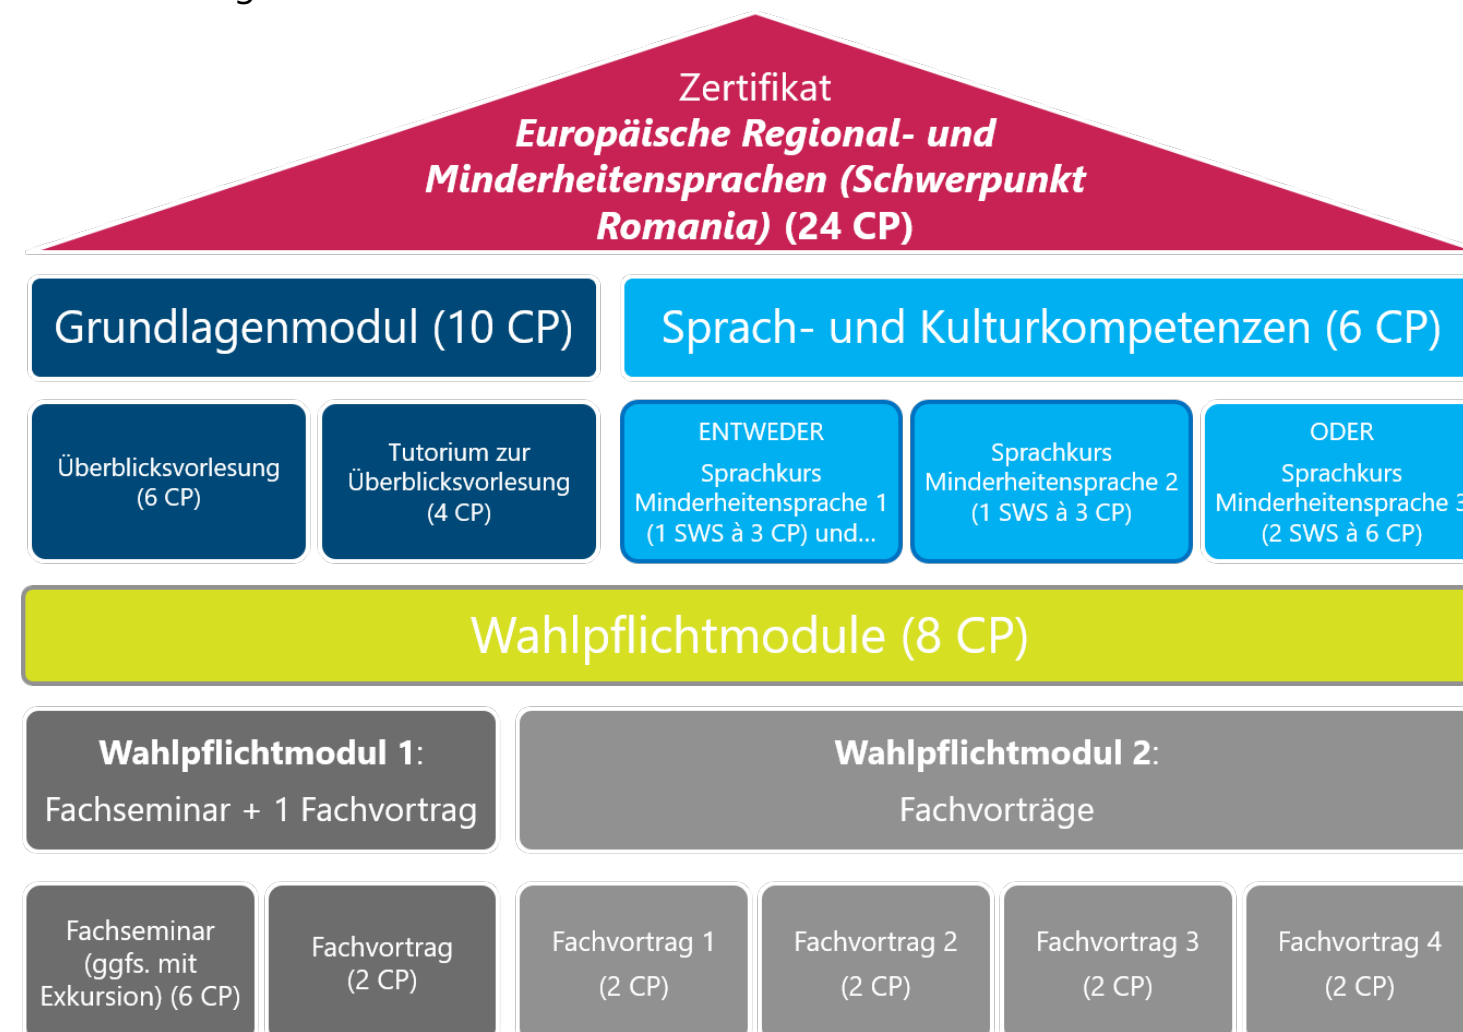 Zertifikat
Europäische Regional- und
Minderheitensprachen (Schwerpunkt
Romania) (24 CP)
Grundlagenmodul (10 CP)
Sprach- und Kulturkompetenzen (6 CP)
Überblicksvorlesung
(6 CP)
Tutorium zur
Überblicksvorlesung
(4 CP)
ENTWEDER
Sprachkurs
Minderheitensprache 1
(1 SWS à 3 CP) und...
Sprachkurs
Minderheitensprache 2
(1 SWS à 3 CP)
ODER
Sprachkurs
Minderheitensprache 3
(2 SWS à 6 CP)
Wahlpflichtmodule (8 CP)
Wahlpflichtmodul 1:
Fachseminar + 1 Fachvortrag
Wahlpflichtmodul 2:
Fachvorträge
Fachseminar
(ggfs. mit
Exkursion) (6 CP)
Fachvortrag
(2 CP)
Fachvortrag 1
(2 CP)
Fachvortrag 2
(2 CP)
Fachvortrag 3
(2 CP)
Fachvortrag 4
(2 CP)